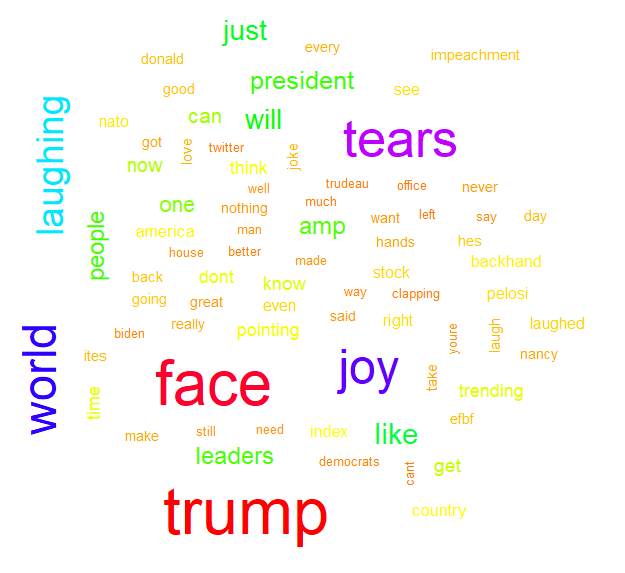 just
every
donald
impeachment
president
good
see
laughing
can
nato
will
tears
got
love
twitter
joke
now
think
well
trudeau
office
never
much
one
nothing
people
amp
want
left
say
day
america
man
hands
hes
house
better
made
backhand
back
dont
know
stock
way
clapping
pelosi
going
great
even
said
right
really
pointing
laugh
laughed
world
biden
youre
nancy
ites
joy
face
take
trending
time
efbf
make
still
need
index
like
leaders
democrats
cant
get
trump
country